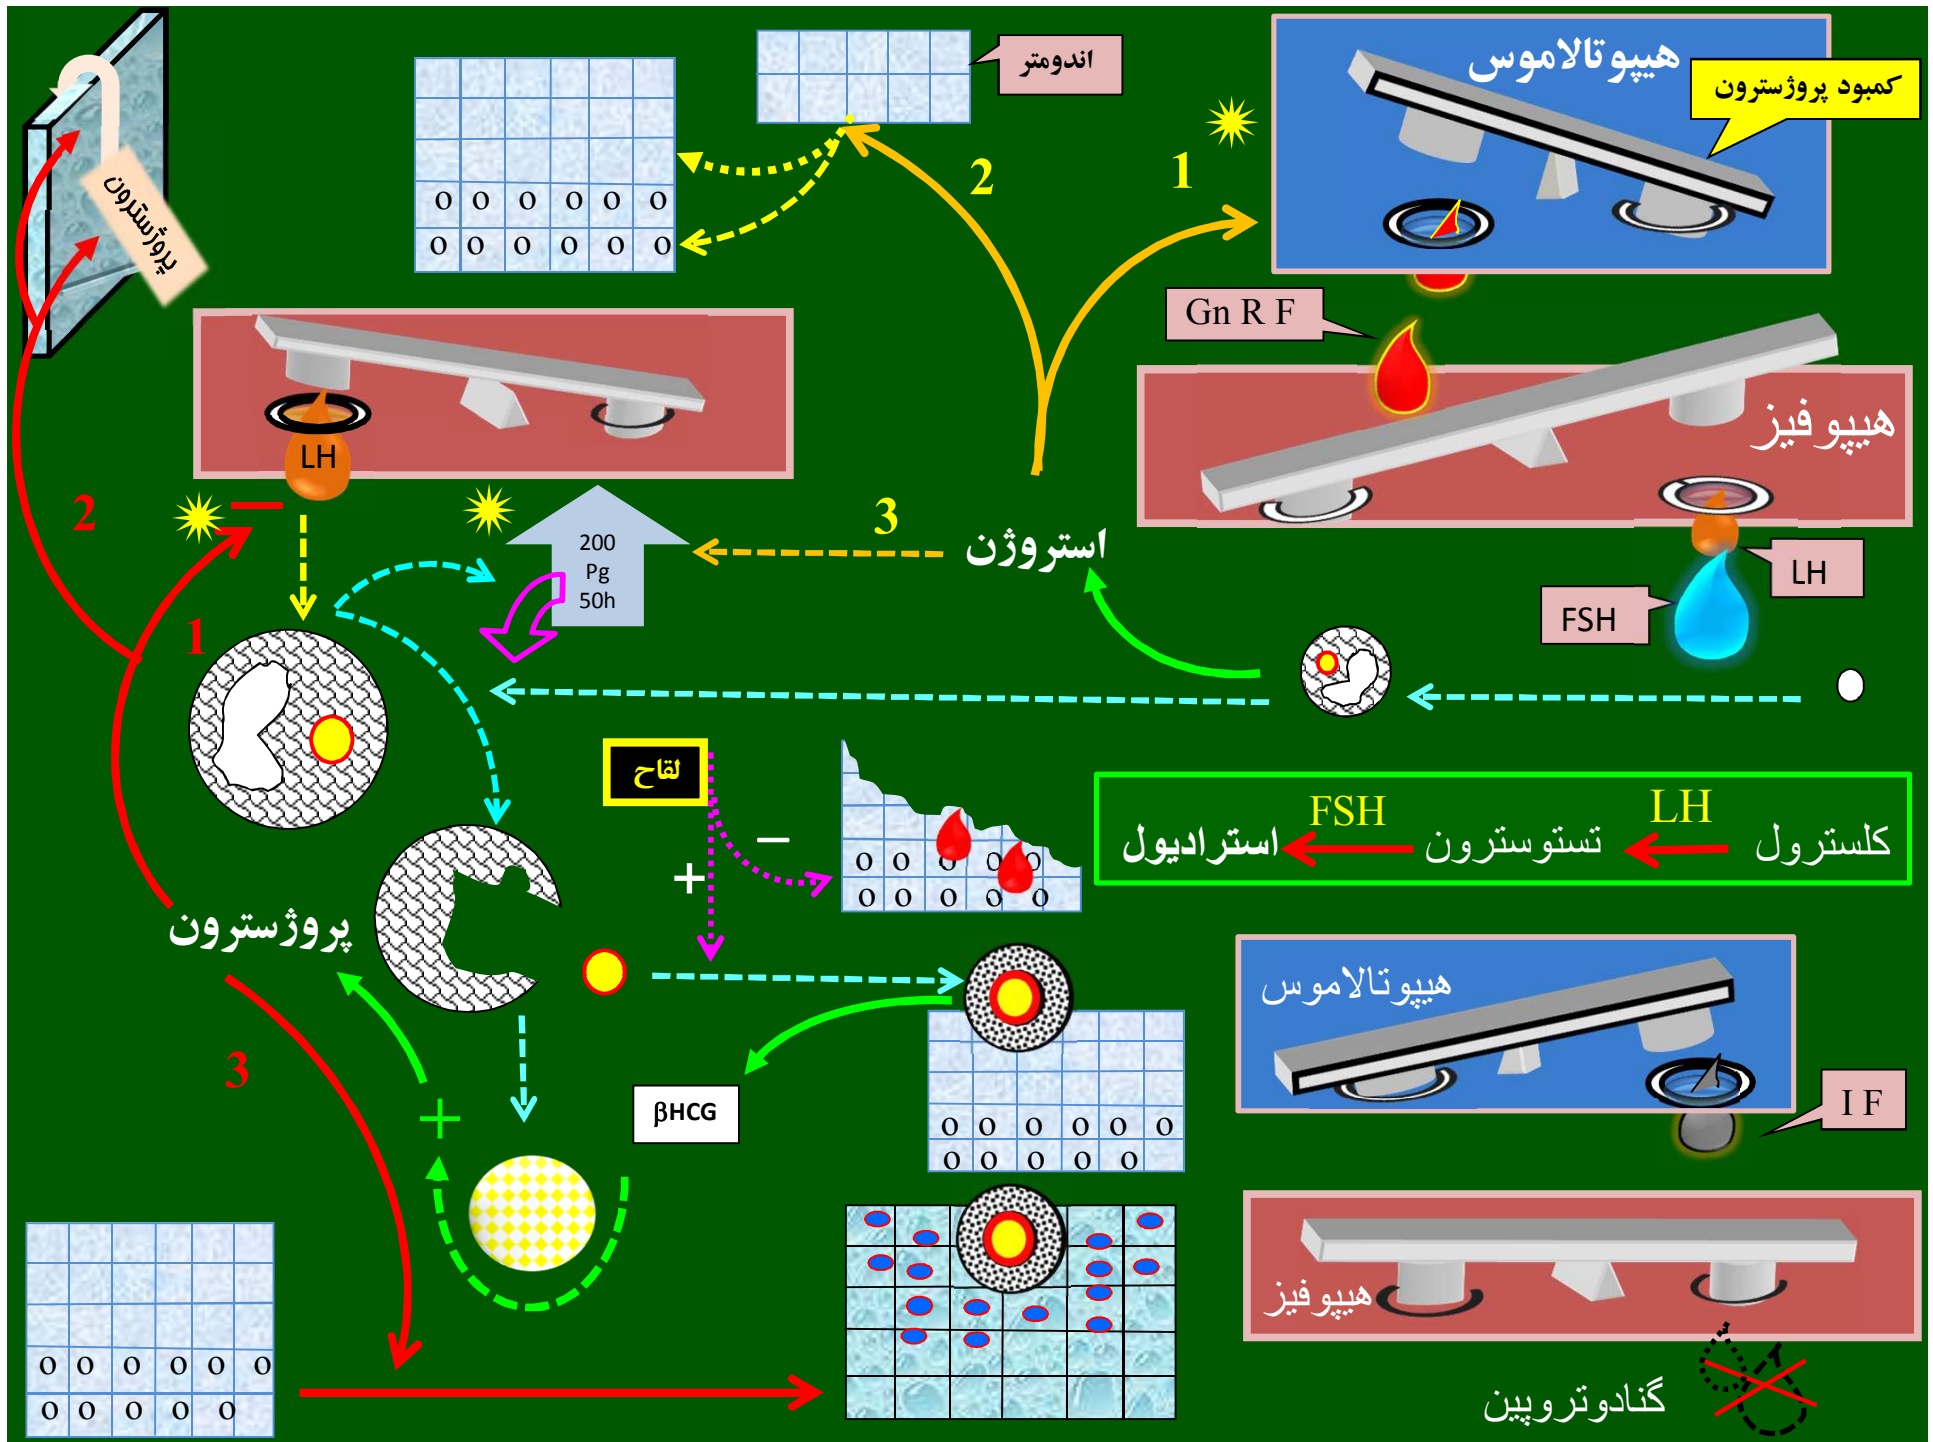 اندومتر
هیپوتالاموس
کمبود پروژسترون
پروژسترون
1
2
Gn R F
هیپوفیز
LH
FSH
LH
200
Pg
50h
3
استروژن
2
1
لقاح
−
+
کلسترول LH تستوسترون FSH استرادیول
پروژسترون
3
+
βHCG
هیپوتالاموس
I F
هیپوفیز
گنادوتروپین
o o o o o o
o o o o o o
o o o o o
o o o o o
o o o o o o
o o o o o
o o o o o o
o o o o o